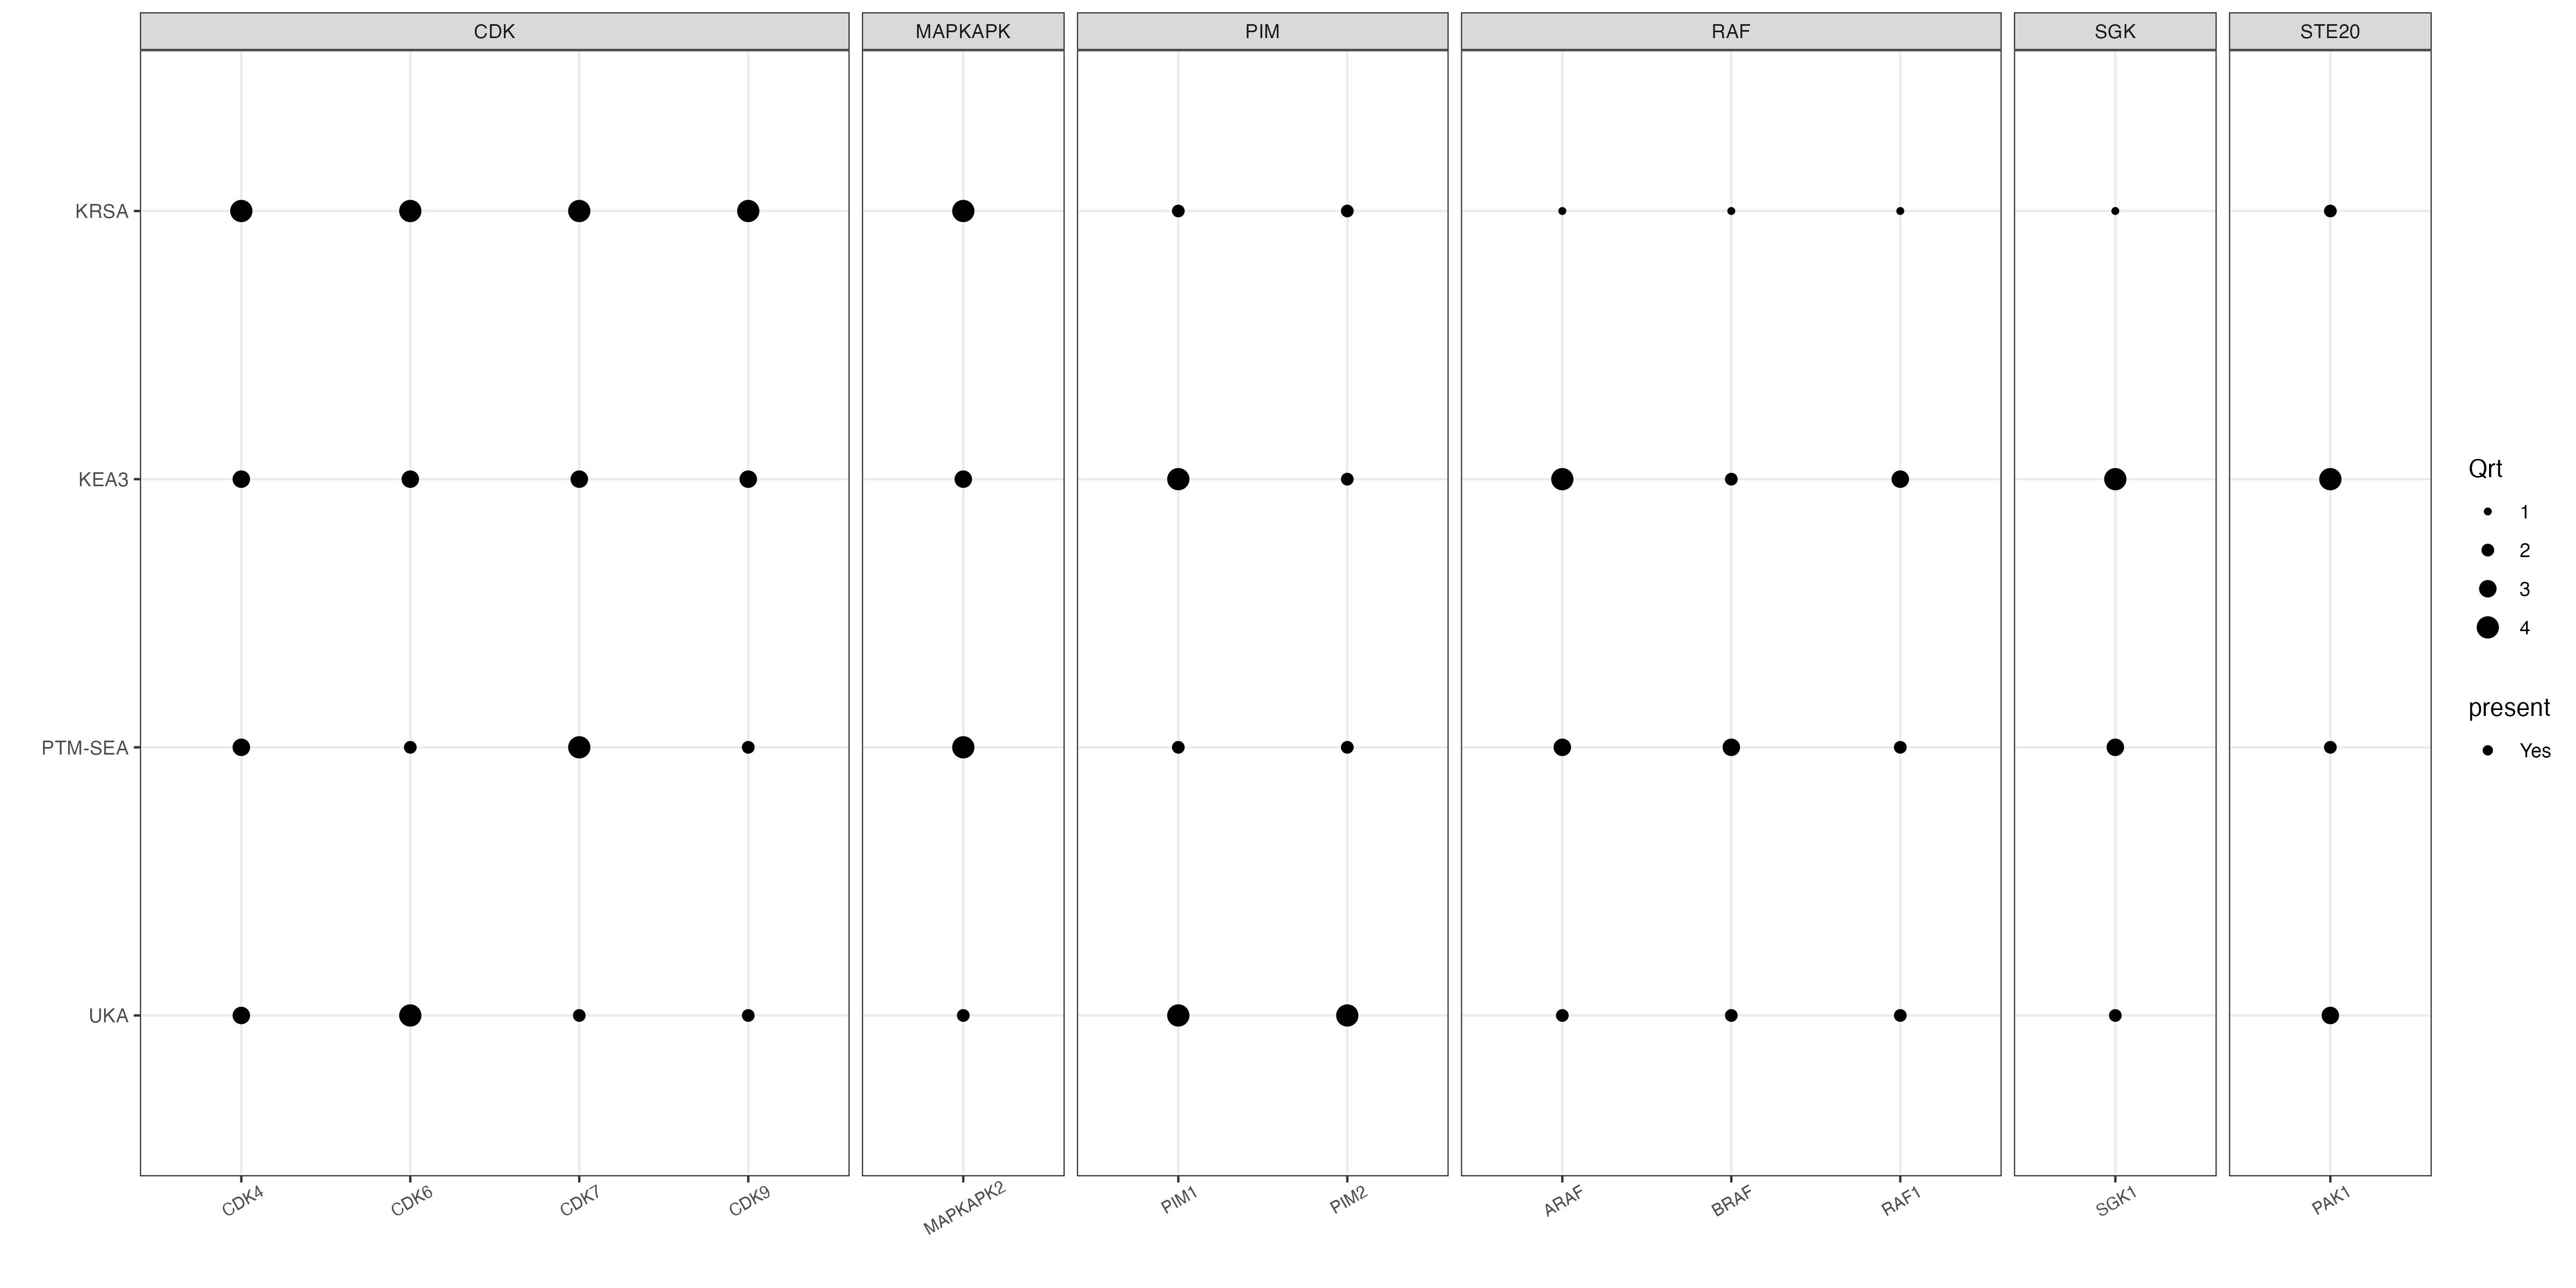 CDK MAPKAPK PIM RAF SGK STE20
KRSA
KEA3
PTM-SEA
UKA
CDK4 CDK6 CDK7 CDK9 MAPKAPK2 PIM1 PIM2 ARAF BRAF RAF1 SGK1 PAK1
Qrt
1
2
3
4
present
Yes